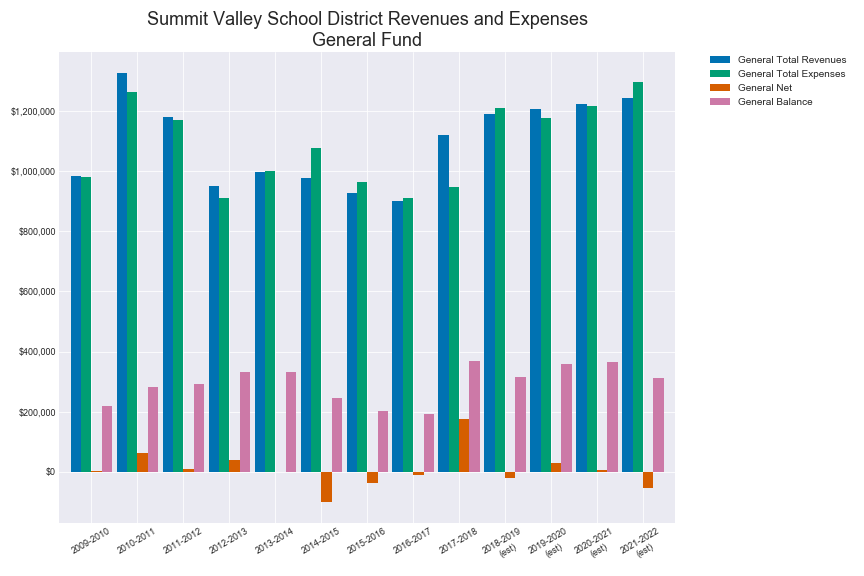 Summit Valley School District Revenues and Expenses
General Fund
General Total Revenues
General Total Expenses
General Net
General Balance
$1,200,000
$1,000,000
$800,000
$600,000
$400,000
$200,000
$0
2009-2010
2010-2011
2011-2012
2012-2013
2013-2014
2014-2015
2015-2016
2016-2017
2017-2018
2018-2019
(est)
2019-2020
(est)
2020-2021
(est)
2021-2022
(est)